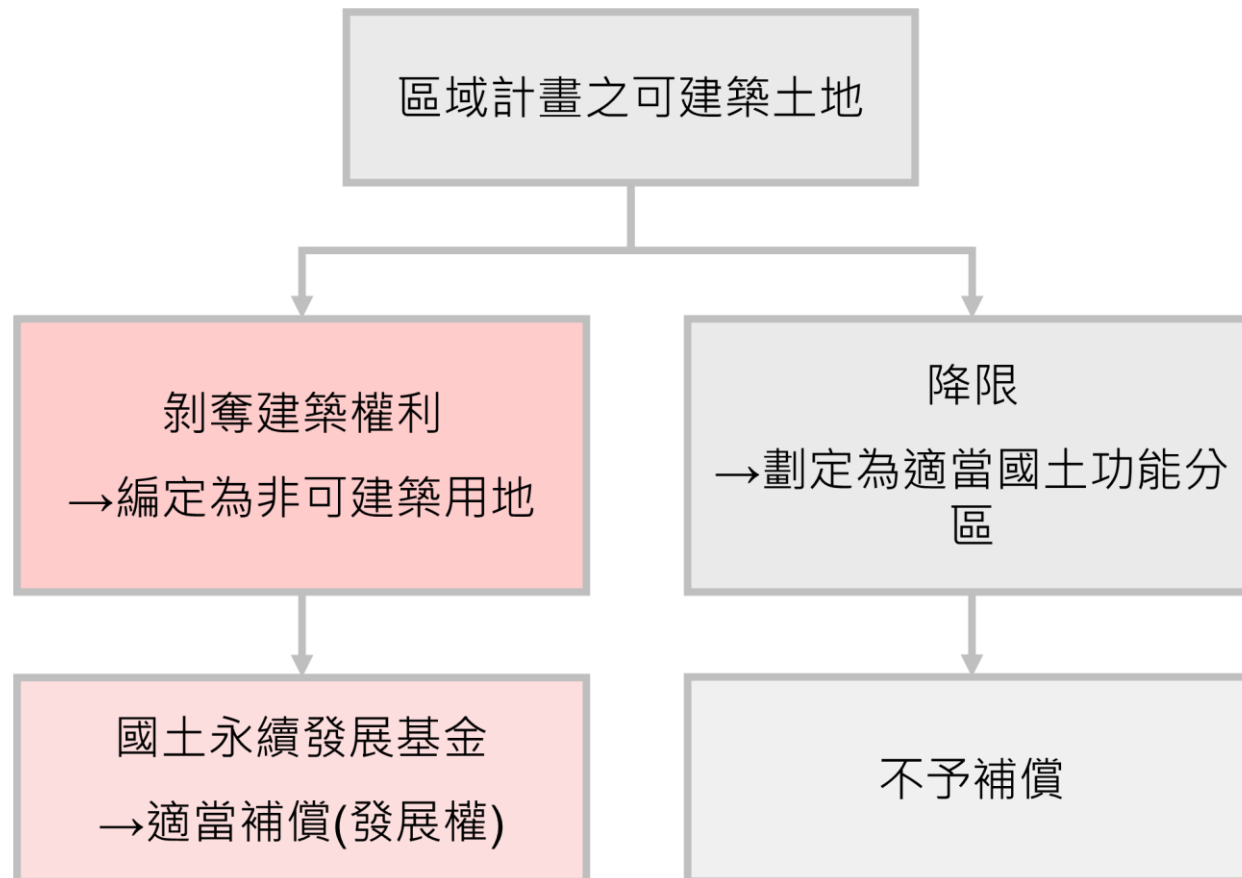 區域計畫之可建築土地
剝奪建築權利
→編定為非可建築用地
降限
→劃定為適當國土功能分
區
國土永續發展基金
→適當補償(發展權)
不予補償